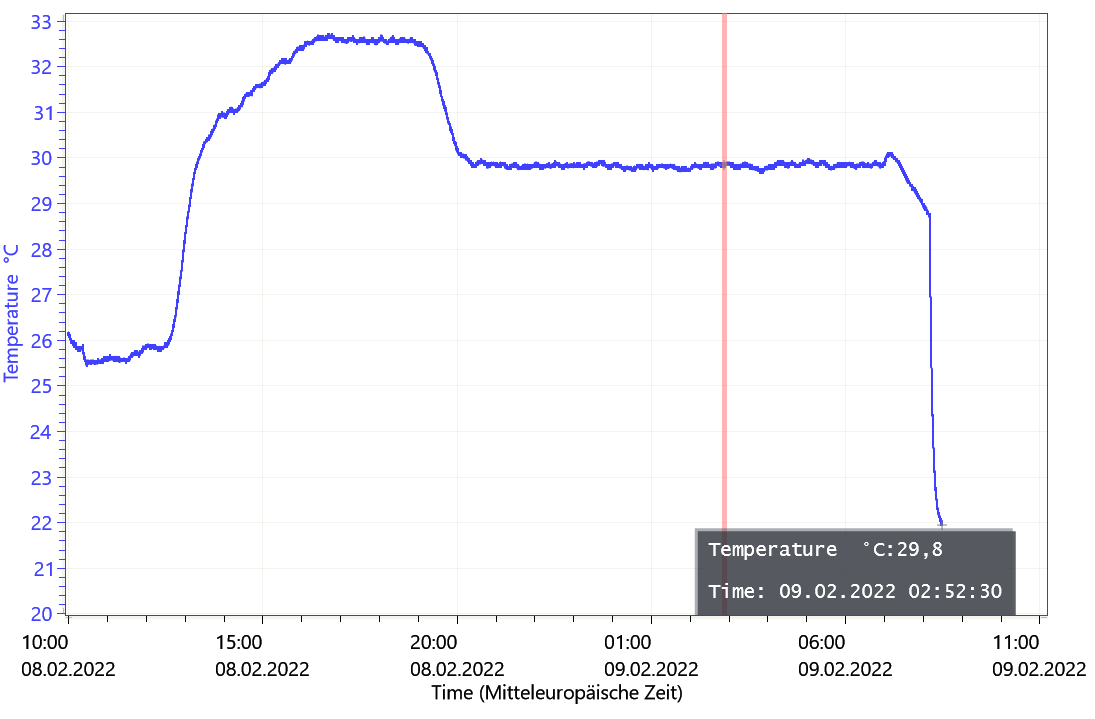 33
32
31
30
29
28
27
26
25
24
23
22
21
20
Temperature °C
Temperature °C:29,8
Time: 09.02.2022 02:52:30
10:00 15:00 20:00 01:00 06:00 11:00
08.02.2022 08.02.2022 08.02.2022 09.02.2022 09.02.2022 09.02.2022
Time (Mitteleuropäische Zeit)